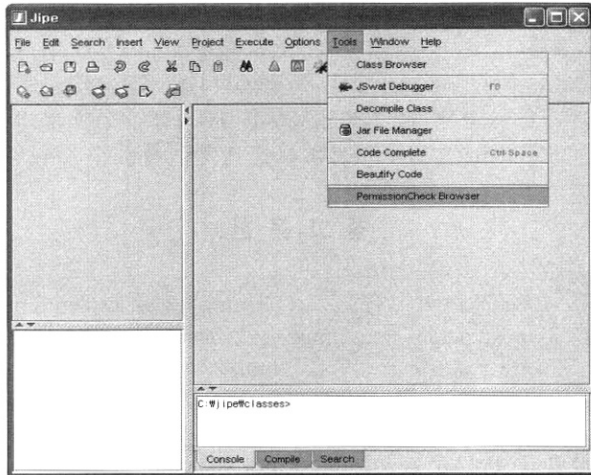 Jipe
File Edit Search Insert View Project Execute Options Tools Window Help
Class Browser
JSwat Debugger
Decompile Class
Jar File Manager
Code Complete Ctrl Space
Beautify Code
PermissionCheck Browser
C:₩jipe₩classes>
Console Compile Search